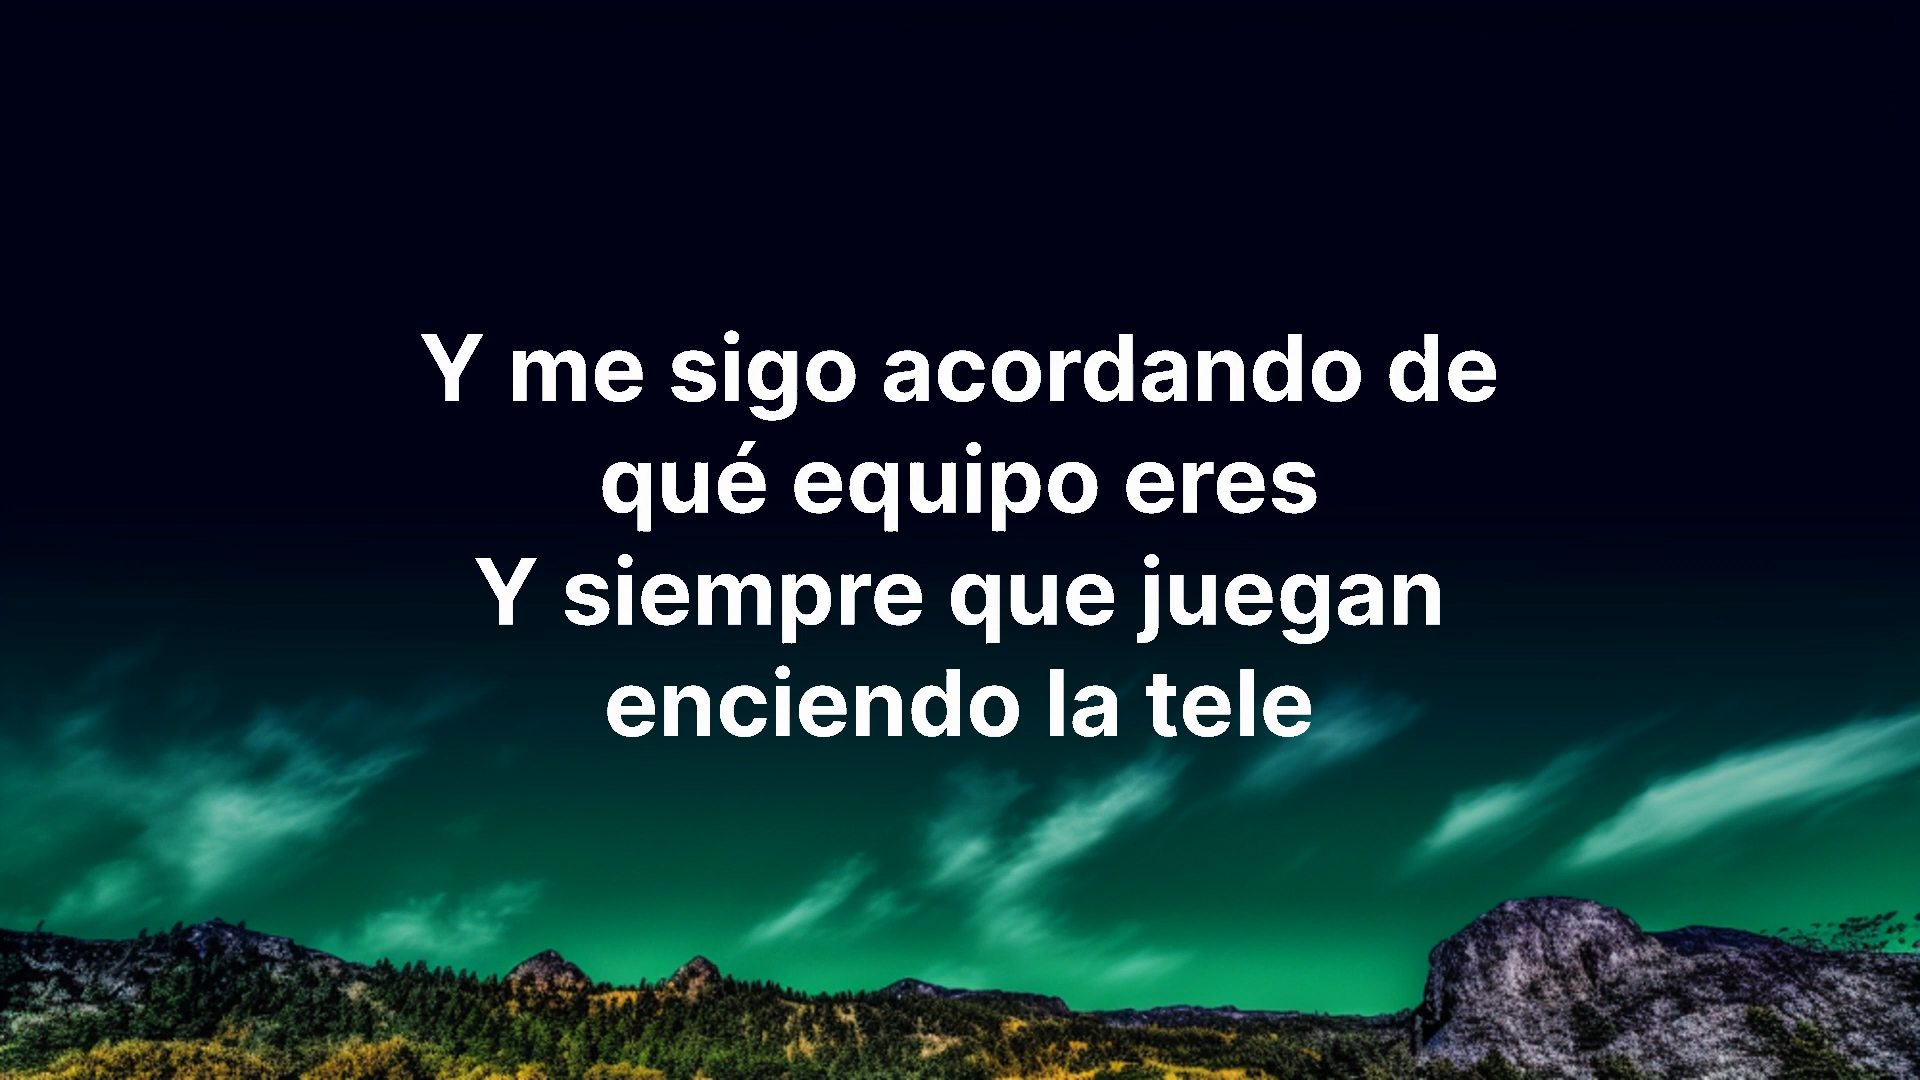 Y me sigo acordando de
qué equipo eres
Y siempre que juegan
enciendo la tele